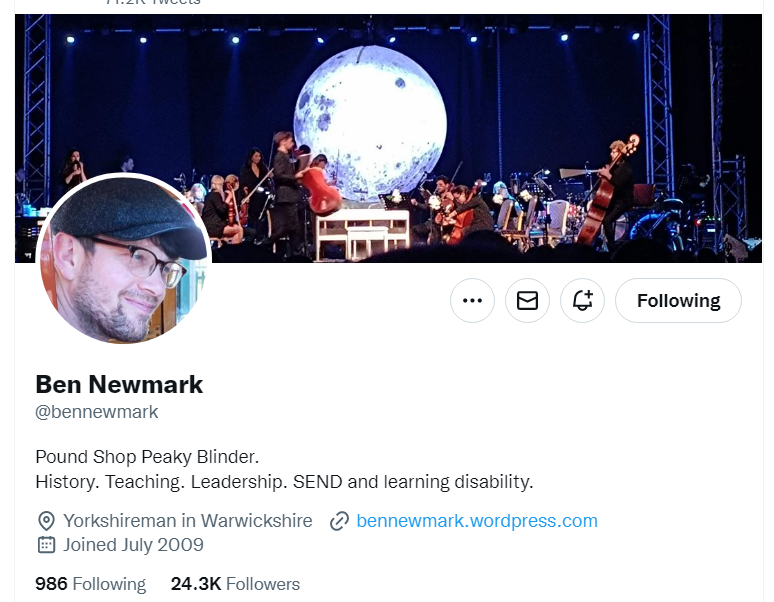 71.2K Tweets
Following
Ben Newmark
@bennewmark
Pound Shop Peaky Blinder.
History. Teaching. Leadership. SEND and learning disability.
Yorkshireman in Warwickshire bennewmark.wordpress.com
Joined July 2009
986 Following 24.3K Followers